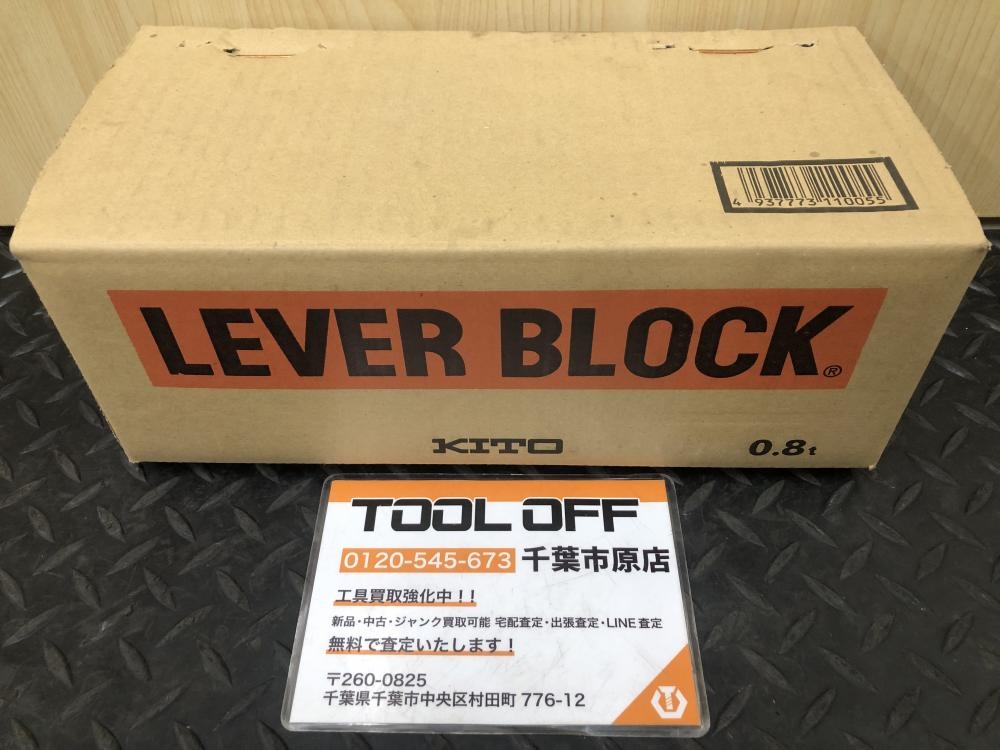 4 937773 110055
LEVER BLOCK®
KITO 0.8t
TOOL OFF
0120-545-673 千葉市原店
工具買取強化中！！
新品・中古・ジャンク買取可能 宅配査定・出張査定・LINE査定
無料で査定いたします！
〒260-0825
千葉県千葉市中央区村田町 776-12